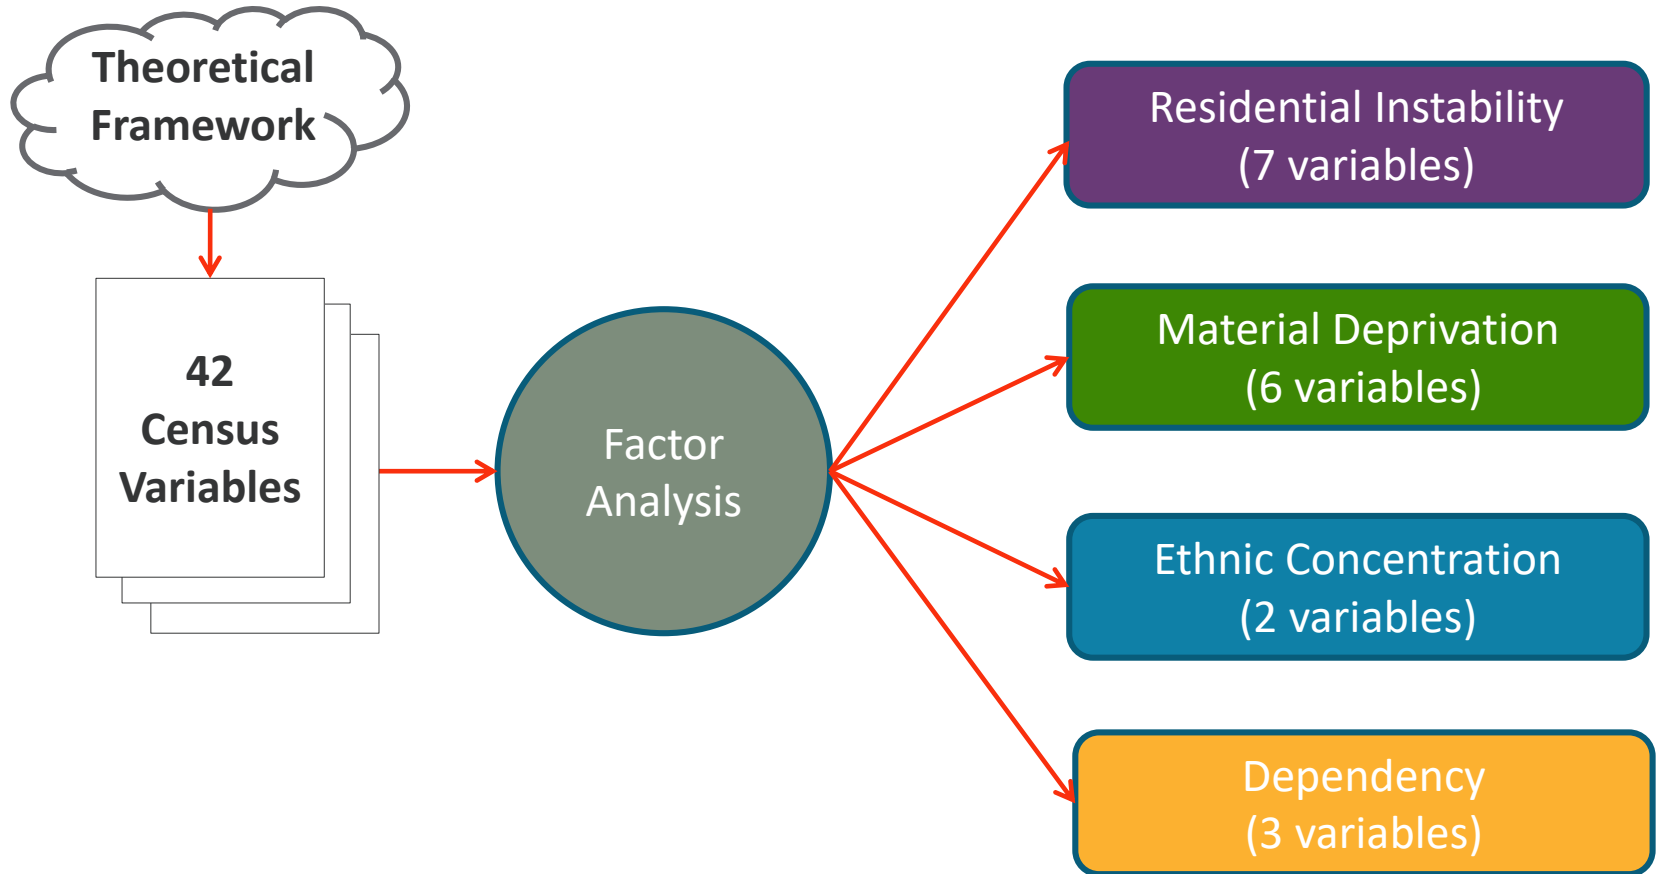 Theoretical
Framework
42
Census
Variables
Factor
Analysis
Residential Instability
(7 variables)
Material Deprivation
(6 variables)
Ethnic Concentration
(2 variables)
Dependency
(3 variables)